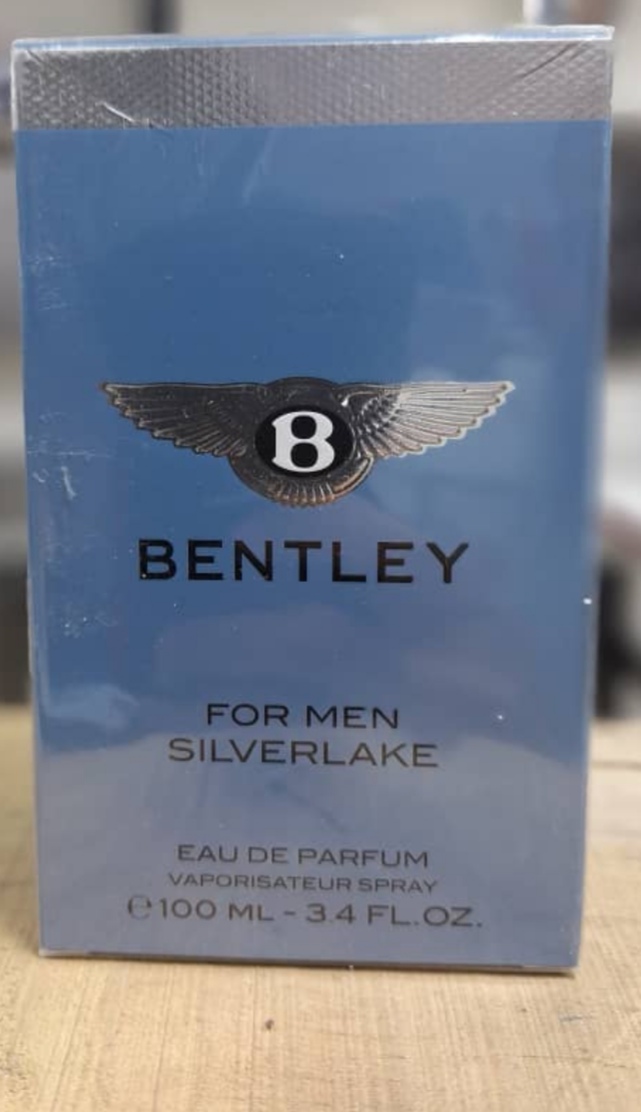 B
BENTLEY
FOR MEN
SILVERLAKE
EAU DE PARFUM
VAPORISATEUR SPRAY
℮ 100 ML - 3.4 FL.OZ.